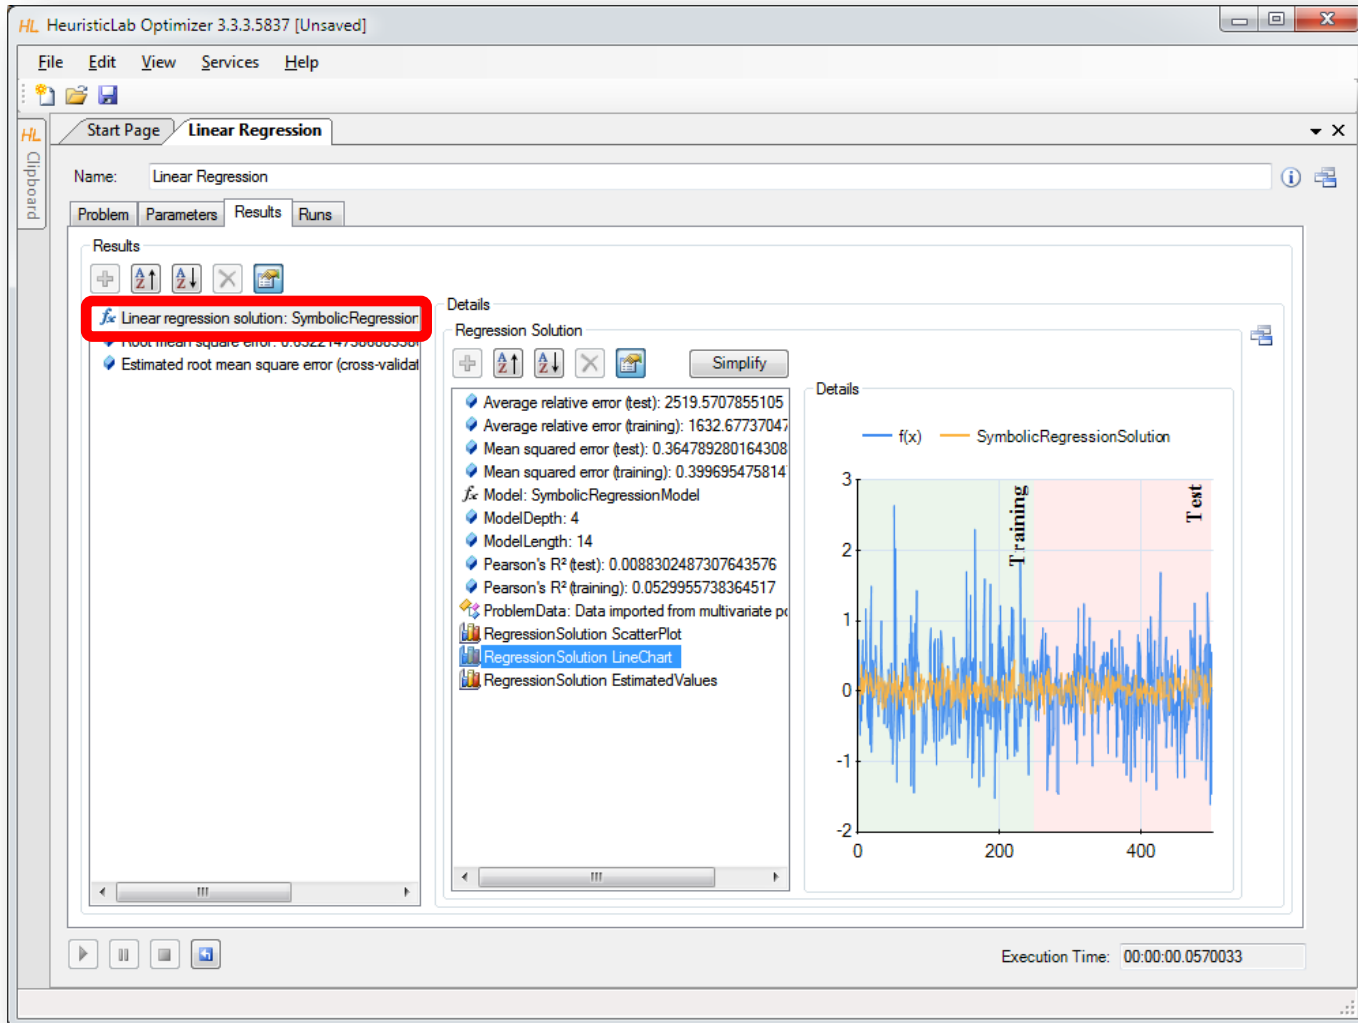 HL HeuristicLab Optimizer 3.3.3.5837 [Unsaved]
File Edit View Services Help
HL Clipboard
Start Page Linear Regression
Name: Linear Regression
Problem Parameters Results Runs
Results
Linear regression solution: SymbolicRegression
Root mean square error:
Estimated root mean square error (cross-validat
Details
Regression Solution
Simplify
Average relative error (test): 2519.5707855105
Average relative error (training): 1632.67737047
Mean squared error (test): 0.364789280164308
Mean squared error (training): 0.399695475814
Model: SymbolicRegressionModel
ModelDepth: 4
ModelLength: 14
Pearson's R² (test): 0.0088302487307643576
Pearson's R² (training): 0.0529955738364517
ProblemData: Data imported from multivariate po
RegressionSolution ScatterPlot
RegressionSolution LineChart
RegressionSolution EstimatedValues
Details
f(x) SymbolicRegressionSolution
Training
Test
3
2
1
0
-1
-2
0 200 400
Execution Time: 00:00:00.0570033